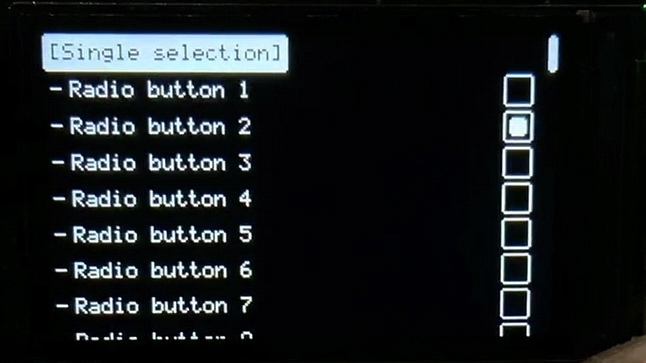 [Single selection]
- Radio button 1
- Radio button 2
- Radio button 3
- Radio button 4
- Radio button 5
- Radio button 6
- Radio button 7